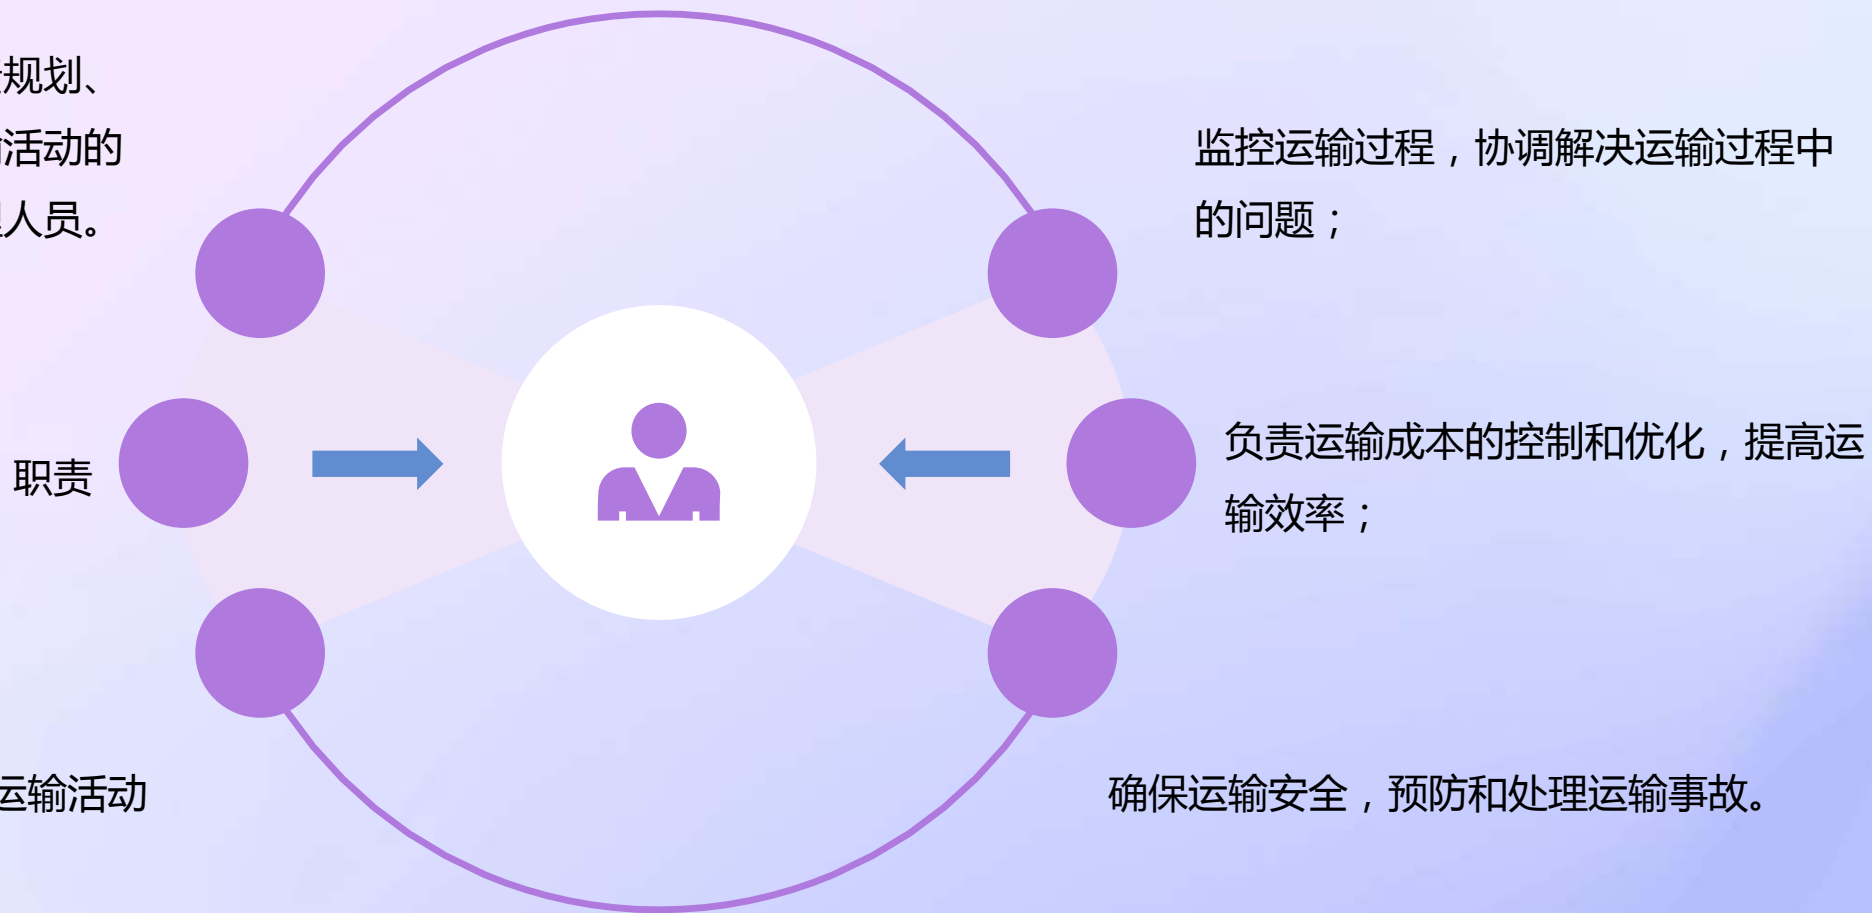 规划、
活动的
人员。
职责
运输活动
监控运输过程，协调解决运输过程中
的问题；
负责运输成本的控制和优化，提高运
输效率；
确保运输安全，预防和处理运输事故。